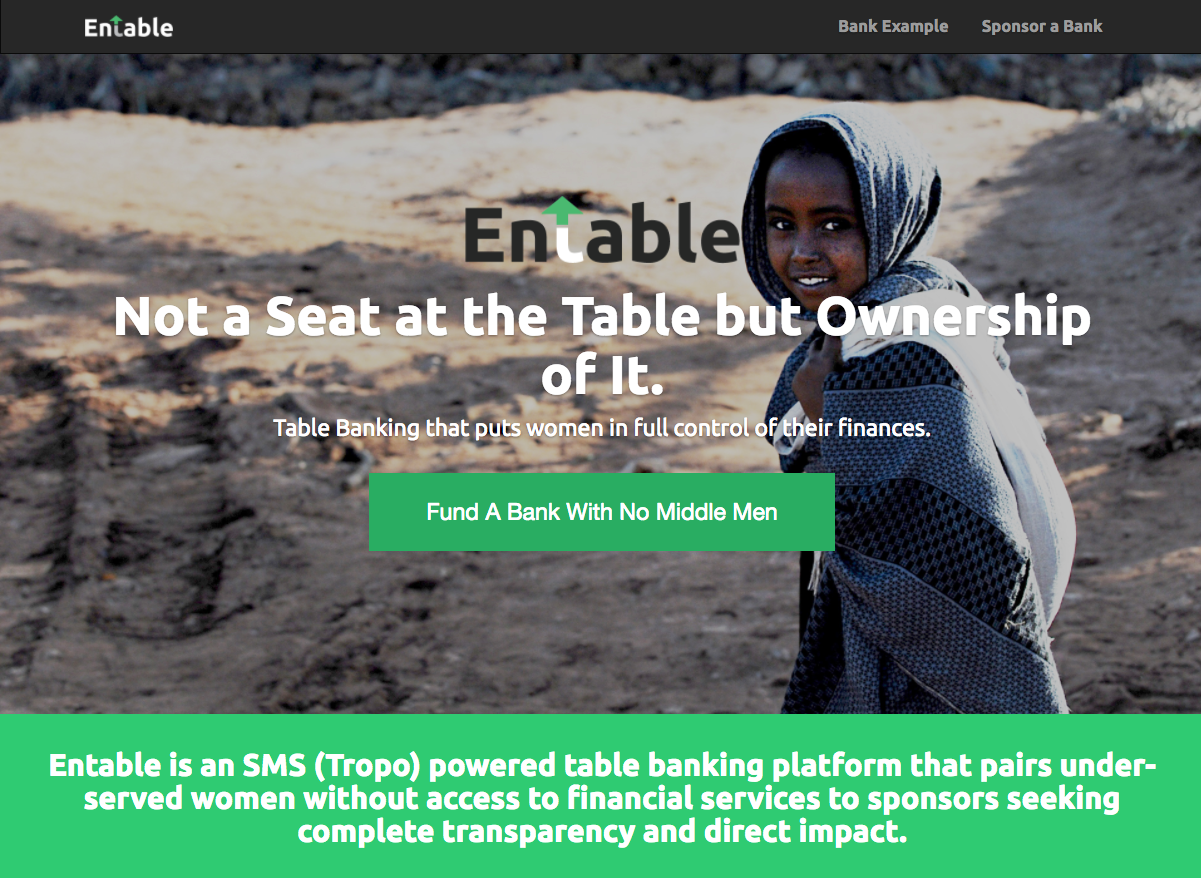 Entable
Bank Example
Sponsor a Bank
Entable
Not a Seat at the Table but Ownership
of It.
Table Banking that puts women in full control of their finances.
Fund A Bank With No Middle Men
Entable is an SMS (Tropo) powered table banking platform that pairs under-
served women without access to financial services to sponsors seeking
complete transparency and direct impact.